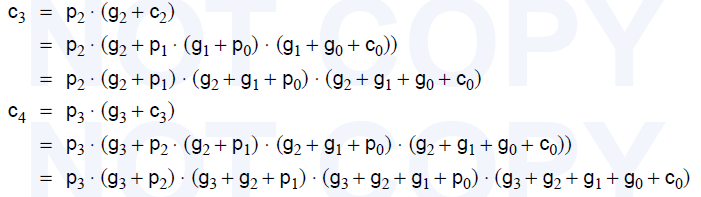 c₃ = p₂ · (g₂ + c₂)
= p₂ · (g₂ + p₁ · (g₁ + p₀) · (g₁ + g₀ + c₀))
= p₂ · (g₂ + p₁) · (g₂ + g₁ + p₀) · (g₂ + g₁ + g₀ + c₀)
c₄ = p₃ · (g₃ + c₃)
= p₃ · (g₃ + p₂ · (g₂ + p₁) · (g₂ + g₁ + p₀) · (g₂ + g₁ + g₀ + c₀))
= p₃ · (g₃ + p₂) · (g₃ + g₂ + p₁) · (g₃ + g₂ + g₁ + p₀) · (g₃ + g₂ + g₁ + g₀ + c₀)
NOT COPY
NOT COPY